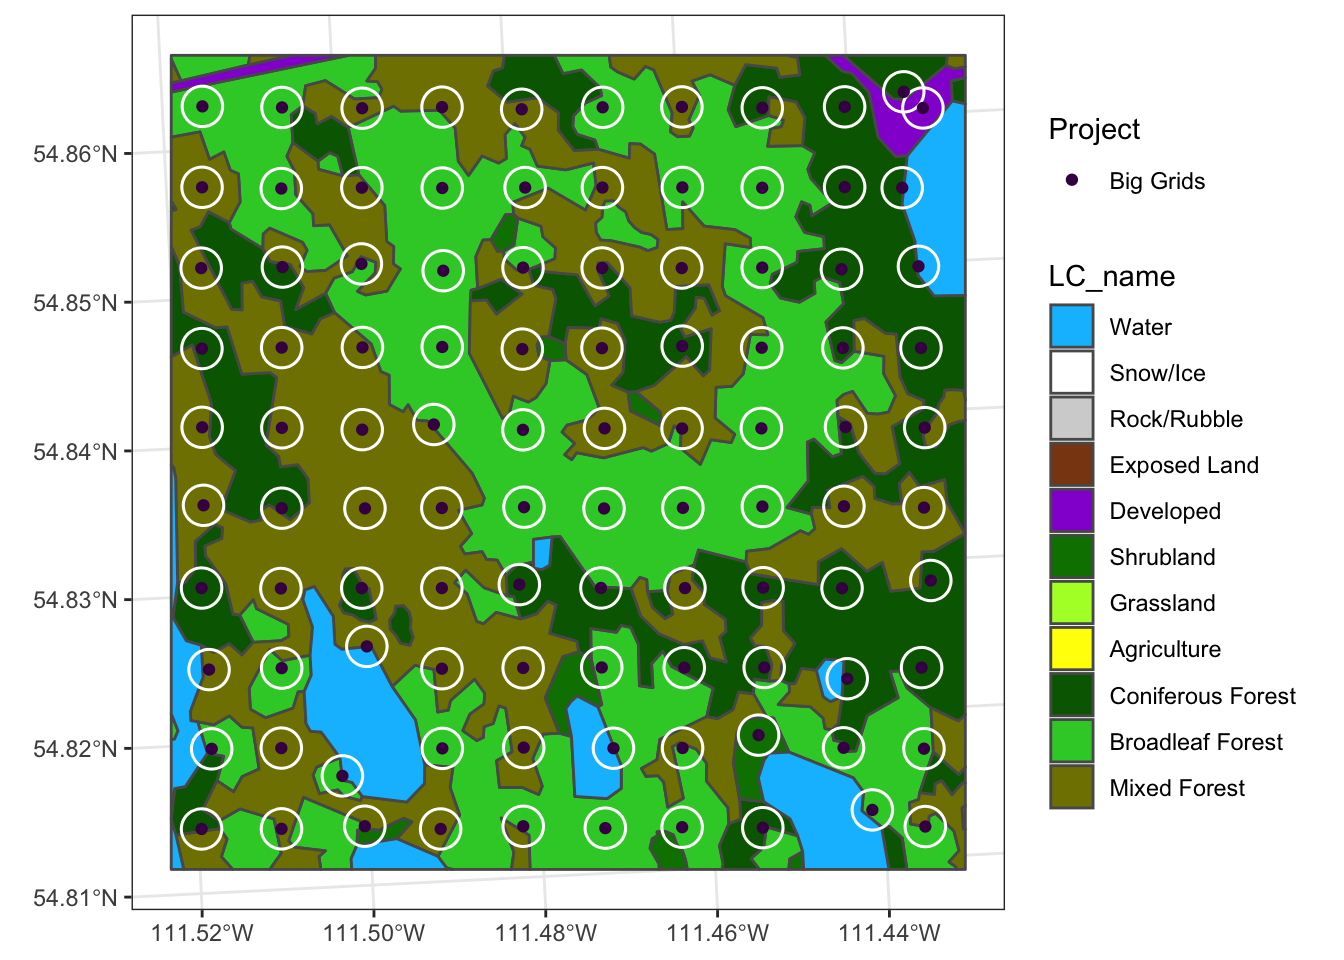 Project
Big Grids
LC_name
Water
Snow/Ice
Rock/Rubble
Exposed Land
Developed
Shrubland
Grassland
Agriculture
Coniferous Forest
Broadleaf Forest
Mixed Forest
54.86°N
54.85°N
54.84°N
54.83°N
54.82°N
54.81°N
111.52°W 111.50°W 111.48°W 111.46°W 111.44°W